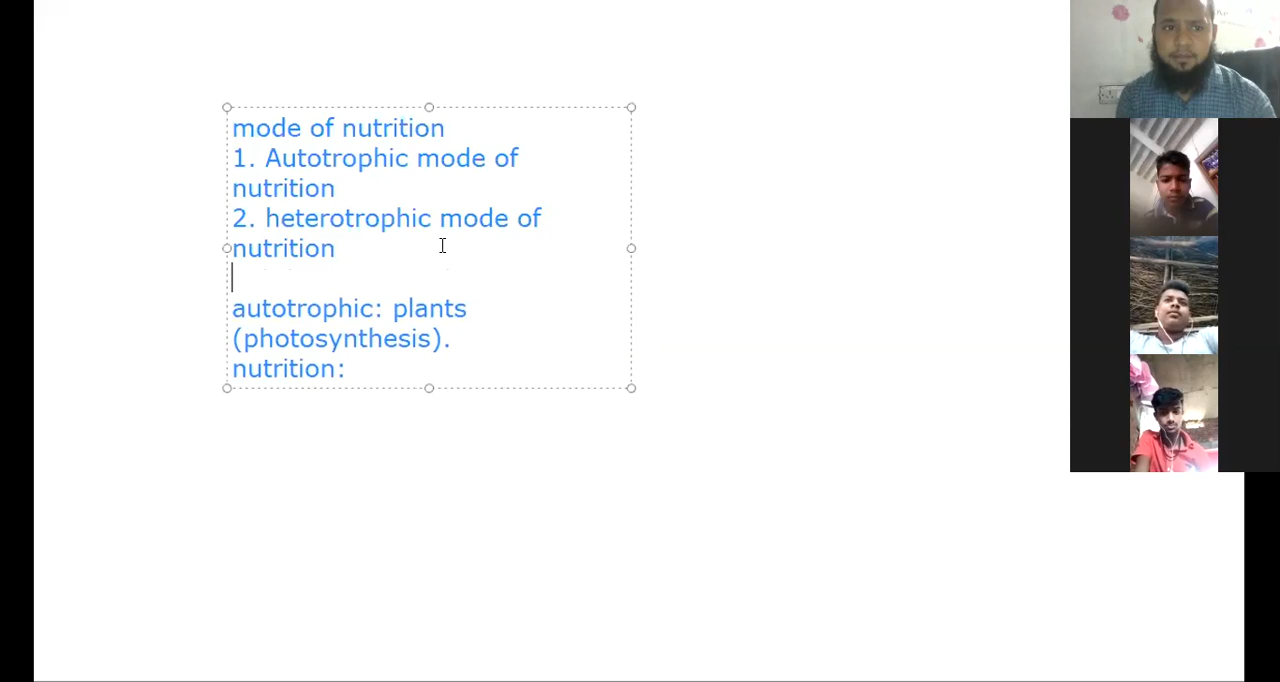 mode of nutrition
1. Autotrophic mode of
nutrition
2. heterotrophic mode of
nutrition
autotrophic: plants
(photosynthesis).
nutrition: